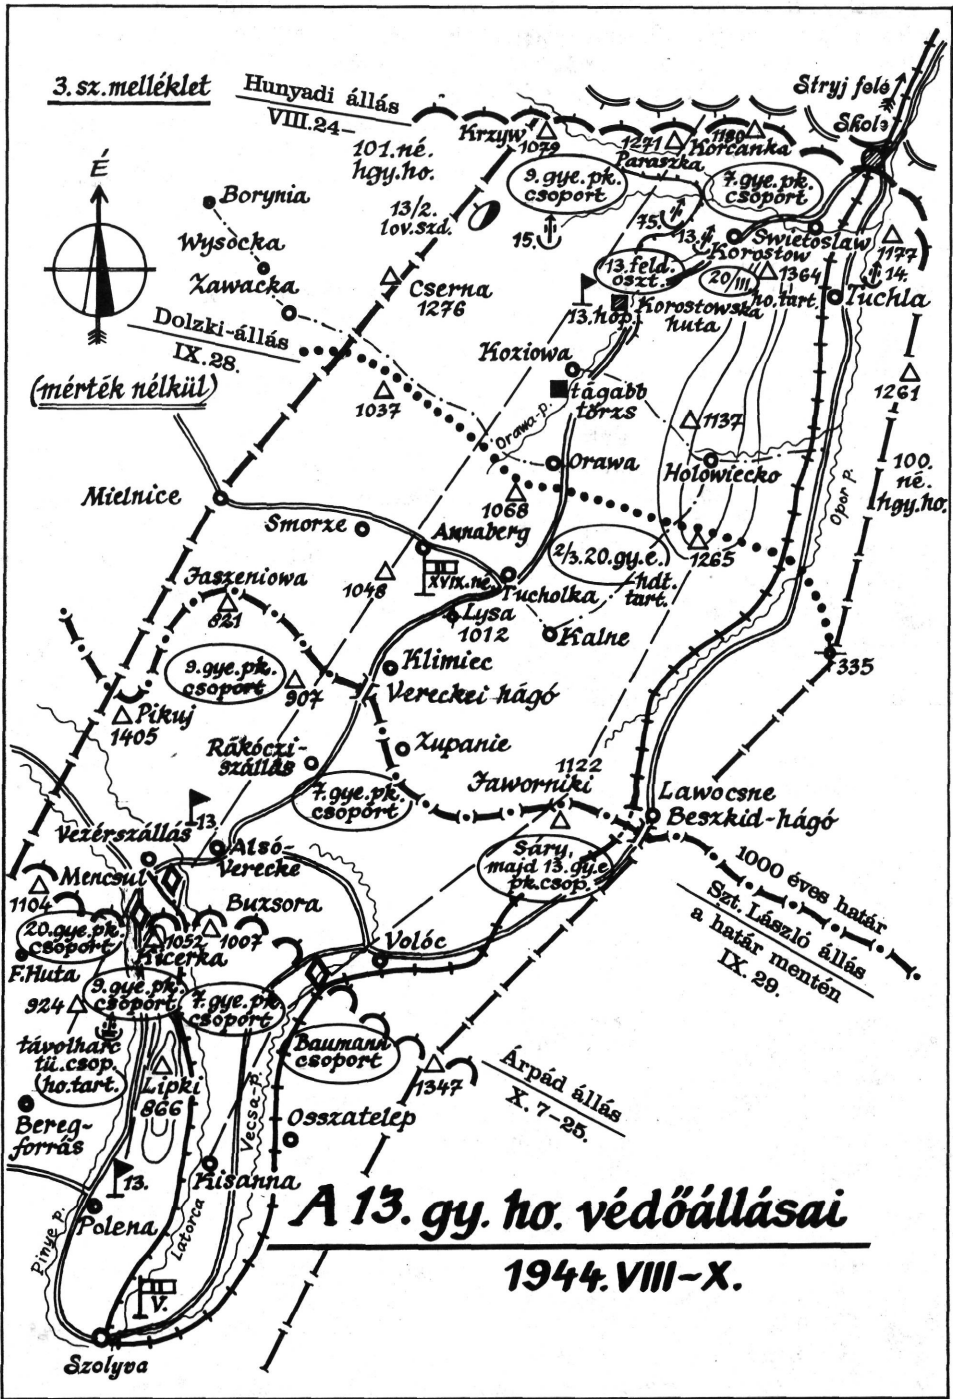 3. sz. melléklet
Hunyadi állás
VIII.24–
Stryj felé
Skole
Krzyw
1079
1271
Paraszka
1180
Korcanka
101. né.
hgy. ho.
É
Borynia
Wysocka
Zawacka
13/2.
lov. szd.
9. gye. pk.
csoport
7. gye. pk.
csoport
15.
75.
13.
Swietoslaw
Korostow
1177
14.
Cserna
1276
13. feld.
oszt.
20/III.
1364
ho. tart.
Tuchla
13. hop.
Korostowska
huta
Dolzki-állás
IX.28.
(mérték nélkül)
1037
Koziowa
tágabb
törzs
1261
1137
Orawa-p.
Orawa
Holowiecko
100.
né.
hgy. ho.
Opor p.
Mielnice
Smorze
1068
Annaberg
XVIX. né.
1048
2/3. 20. gy. e.
hdt.
tart.
1265
Tucholka
Jaszeniowa
821
Lysa
1012
Kalne
335
9. gye. pk.
csoport
907
Klimiec
Vereckei hágó
Pikuj
1405
Rákóczi-
szállás
Zupanie
1122
Jaworniki
7. gye. pk.
csoport
Lawocsne
Beszkid-hágó
13.
Vezérszállás
Alsó-
Verecke
Sáry,
majd 13. gye.
pk. csop.
1000 éves határ
Szt. László állás
a határ mentén
IX. 29.
Mencsul
1104
Buzsora
20. gye. pk.
csoport
1052
1007
Kicerka
F. Huta
Volóc
924
9. gye. pk.
csoport
7. gye. pk.
csoport
távolharc
tü. csop.
(ho. tart.)
Baumann
csoport
1347
Árpád állás
X. 7–25.
Lipki
866
Bereg-
forrás
Vecsa-p.
Osszatelep
13.
Kisanna
Polena
Pinye p.
Latorca
V.
Szolyva
A 13. gy. ho. védőállásai
1944. VIII–X.